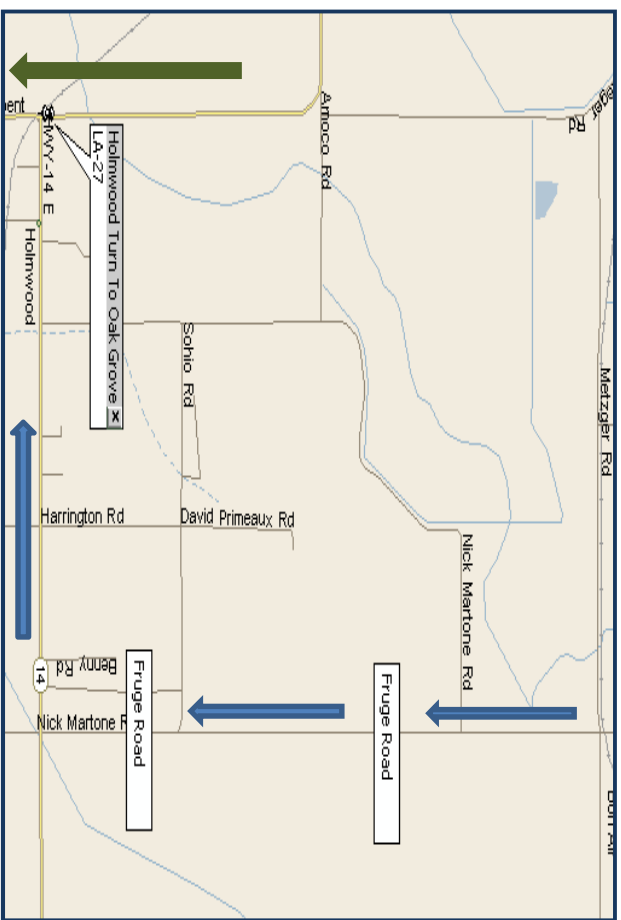 Metzger Rd
Rd
Amoco Rd
Nick Martone Rd
Fruge Road
Sohio Rd
David Primeaux Rd
Fruge Road
Holmwood Turn To Oak Grove x
LA-27
HWY-14 E
Holmwood
Harrington Rd
Benny Rd
14
Nick Martone R